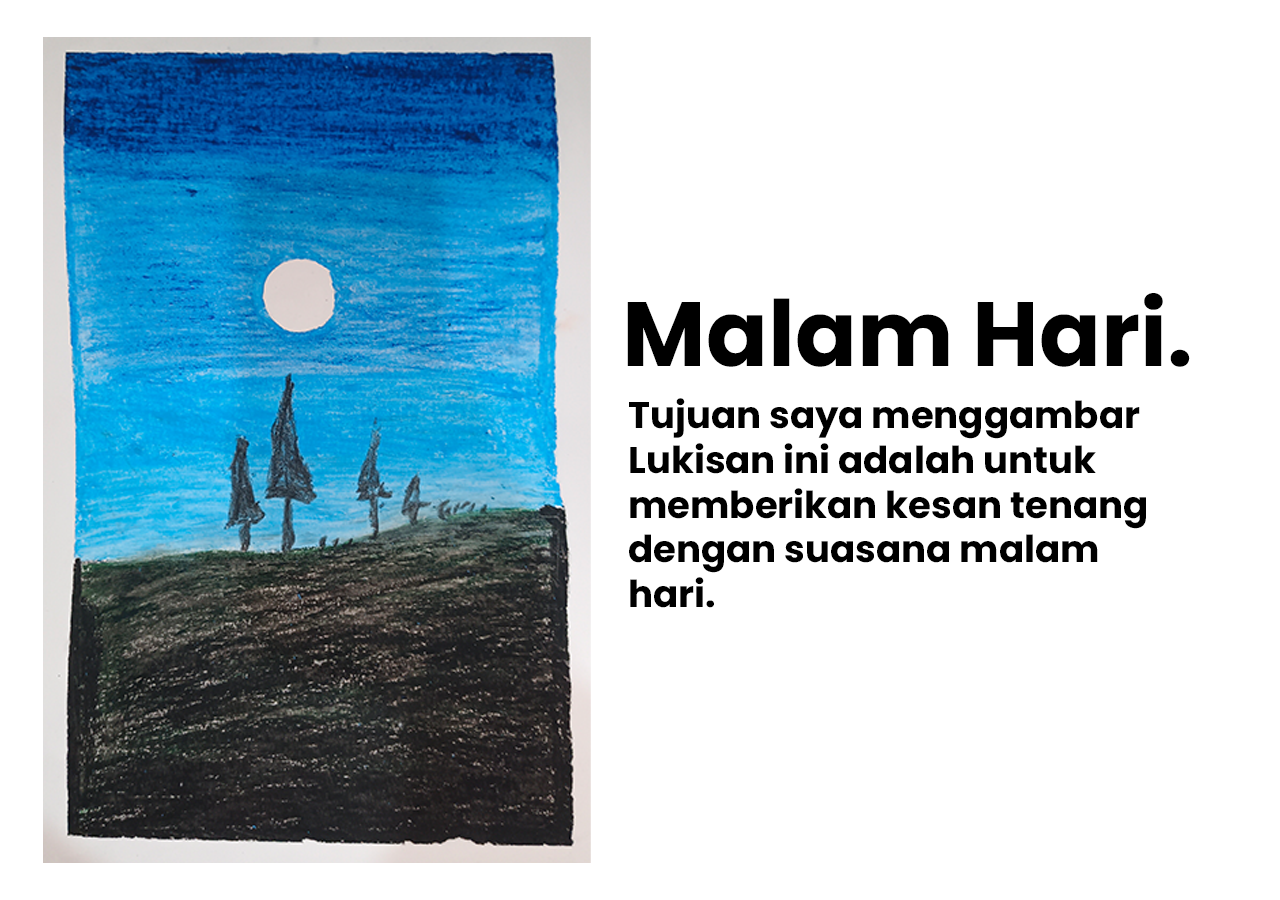 Malam Hari.
Tujuan saya menggambar
Lukisan ini adalah untuk
memberikan kesan tenang
dengan suasana malam
hari.